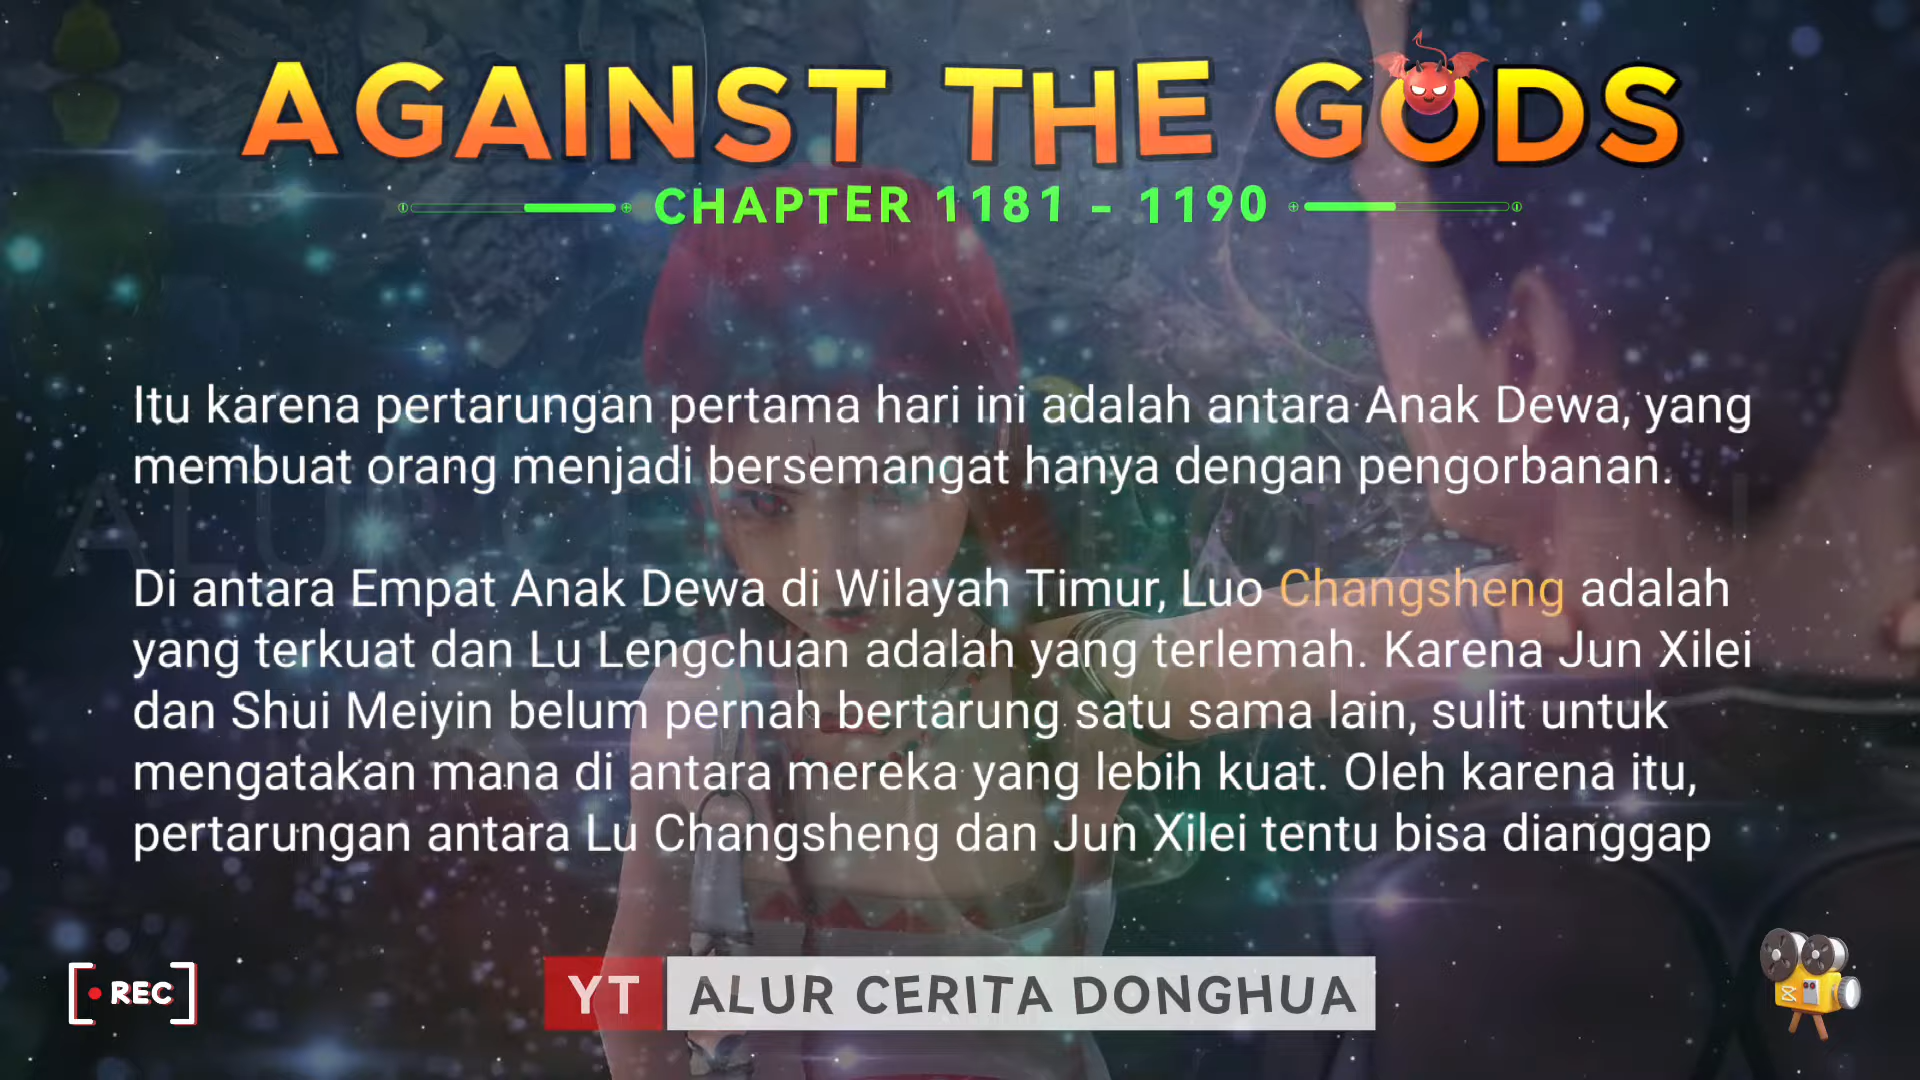 AGAINST THE GODS
CHAPTER 1181 - 1190
Itu karena pertarungan pertama hari ini adalah antara Anak Dewa, yang
membuat orang menjadi bersemangat hanya dengan pengorbanan.
Di antara Empat Anak Dewa di Wilayah Timur, Luo Changsheng adalah
yang terkuat dan Lu Lengchuan adalah yang terlemah. Karena Jun Xilei
dan Shui Meiyin belum pernah bertarung satu sama lain, sulit untuk
mengatakan mana di antara mereka yang lebih kuat. Oleh karena itu,
pertarungan antara Lu Changsheng dan Jun Xilei tentu bisa dianggap
REC
YT ALUR CERITA DONGHUA